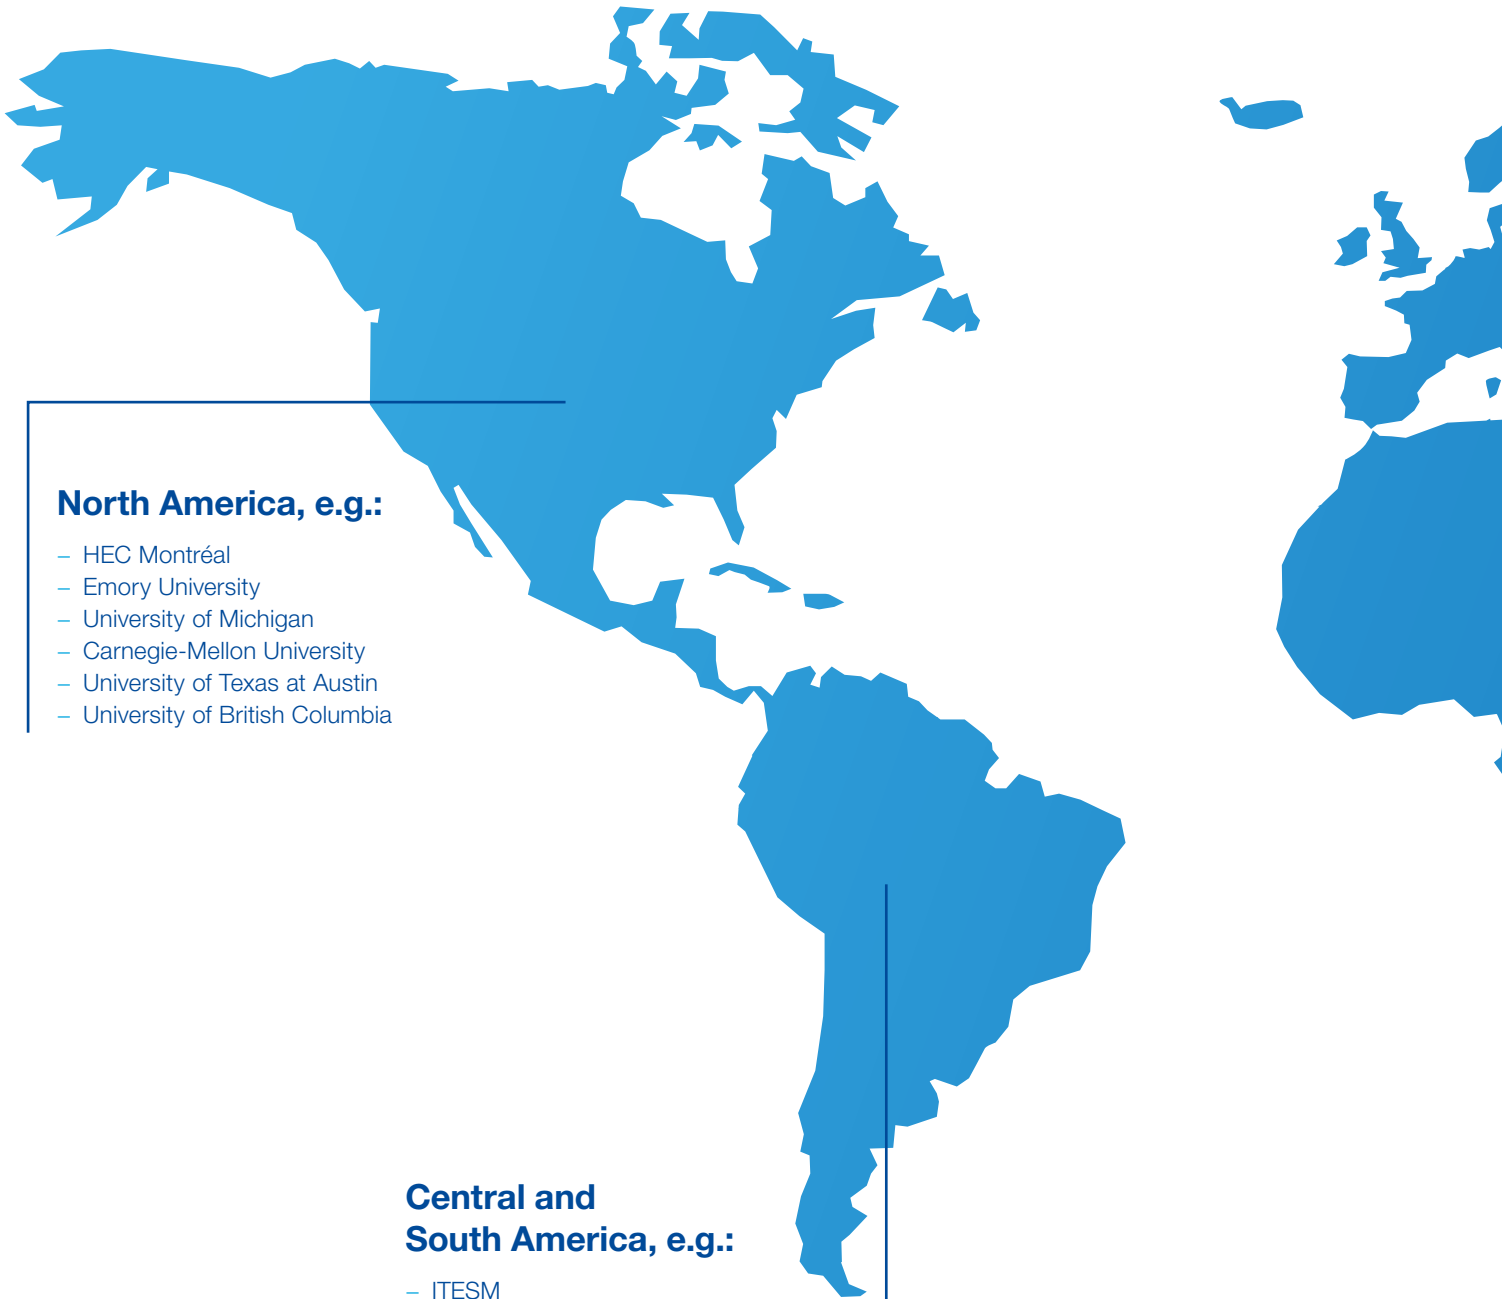 North America, e.g.:
– HEC Montréal
– Emory University
– University of Michigan
– Carnegie-Mellon University
– University of Texas at Austin
– University of British Columbia
Central and
South America, e.g.:
– ITESM